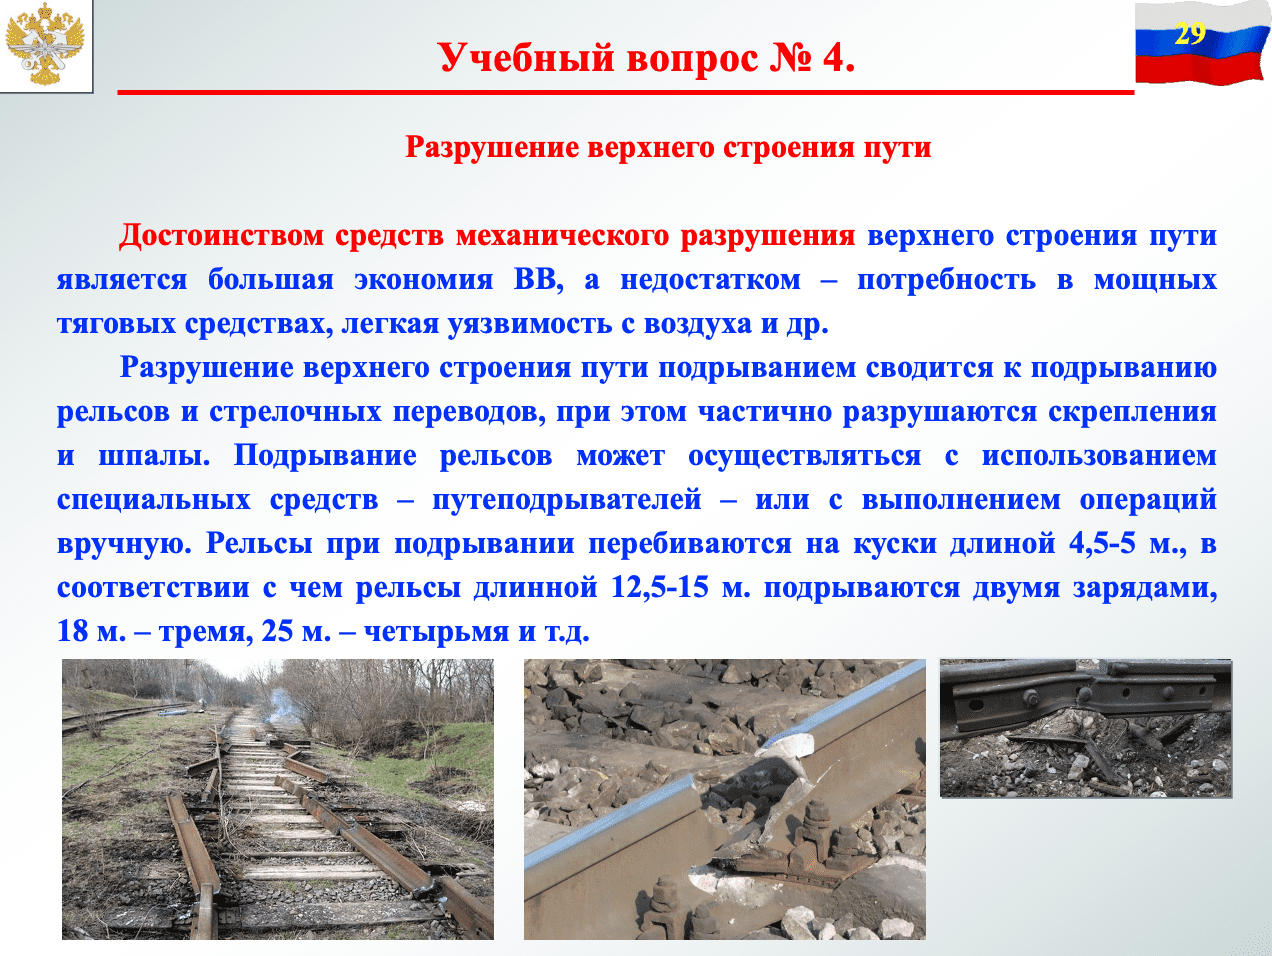 29
Учебный вопрос № 4.
Разрушение верхнего строения пути
Достоинством средств механического разрушения верхнего строения пути
является большая экономия ВВ, а недостатком – потребность в мощных
тяговых средствах, легкая уязвимость с воздуха и др.
Разрушение верхнего строения пути подрыванием сводится к подрыванию
рельсов и стрелочных переводов, при этом частично разрушаются скрепления
и шпалы. Подрывание рельсов может осуществляться с использованием
специальных средств – путеподрывателей – или с выполнением операций
вручную. Рельсы при подрывании перебиваются на куски длиной 4,5-5 м., в
соответствии с чем рельсы длинной 12,5-15 м. подрываются двумя зарядами,
18 м. – тремя, 25 м. – четырьмя и т.д.